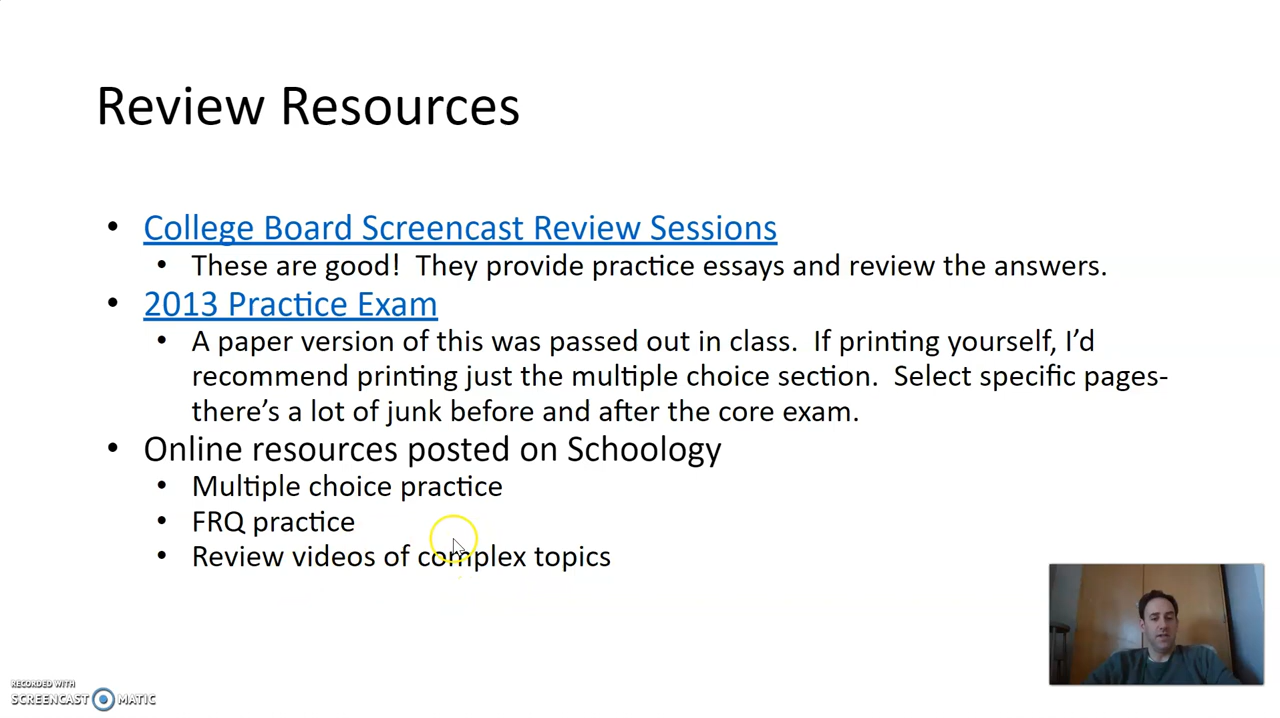 Review Resources
• College Board Screencast Review Sessions
• These are good!  They provide practice essays and review the answers.
• 2013 Practice Exam
• A paper version of this was passed out in class.  If printing yourself, I'd
recommend printing just the multiple choice section.  Select specific pages-
there's a lot of junk before and after the core exam.
• Online resources posted on Schoology
• Multiple choice practice
• FRQ practice
• Review videos of complex topics
RECORDED WITH
SCREENCAST MATIC